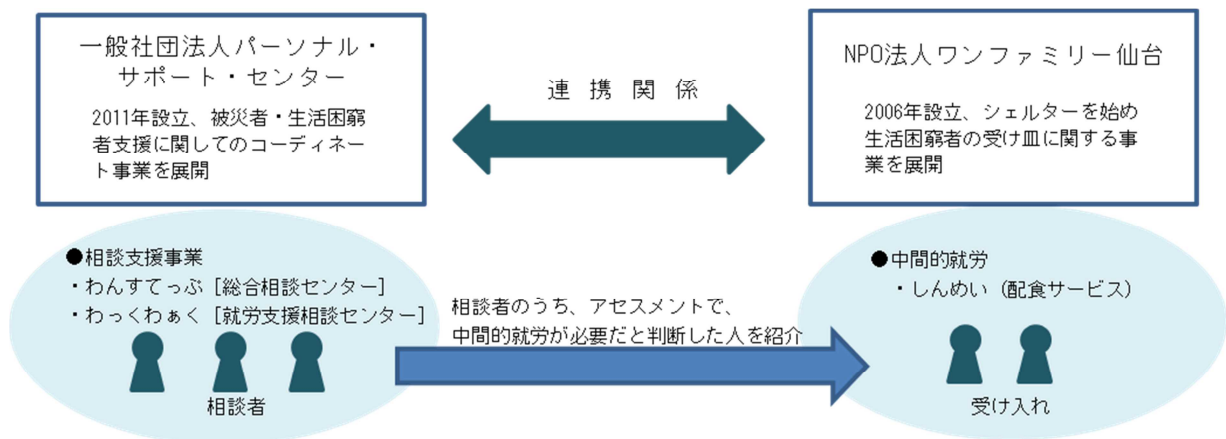 一般社団法人パーソナル・
サポート・センター
2011年設立、被災者・生活困窮
者支援に関してのコーディネー
ト事業を展開
連携関係
NPO法人ワンファミリー仙台
2006年設立、シェルターを始め
生活困窮者の受け皿に関する事
業を展開
●相談支援事業
・わんすてっぷ [総合相談センター]
・わっくわぁく [就労支援相談センター]
相談者
相談者のうち、アセスメントで、
中間的就労が必要だと判断した人を紹介
●中間的就労
・しんめい（配食サービス）
受け入れ